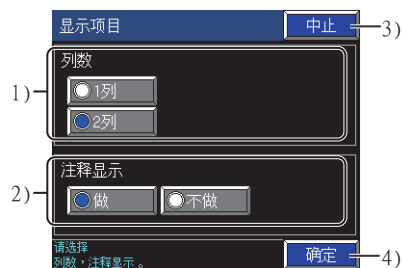 显示项目 中止 3)
列数
1) 1列
2列
注释显示
2) 做 不做
请选择
列数，注释显示。 确定 4)